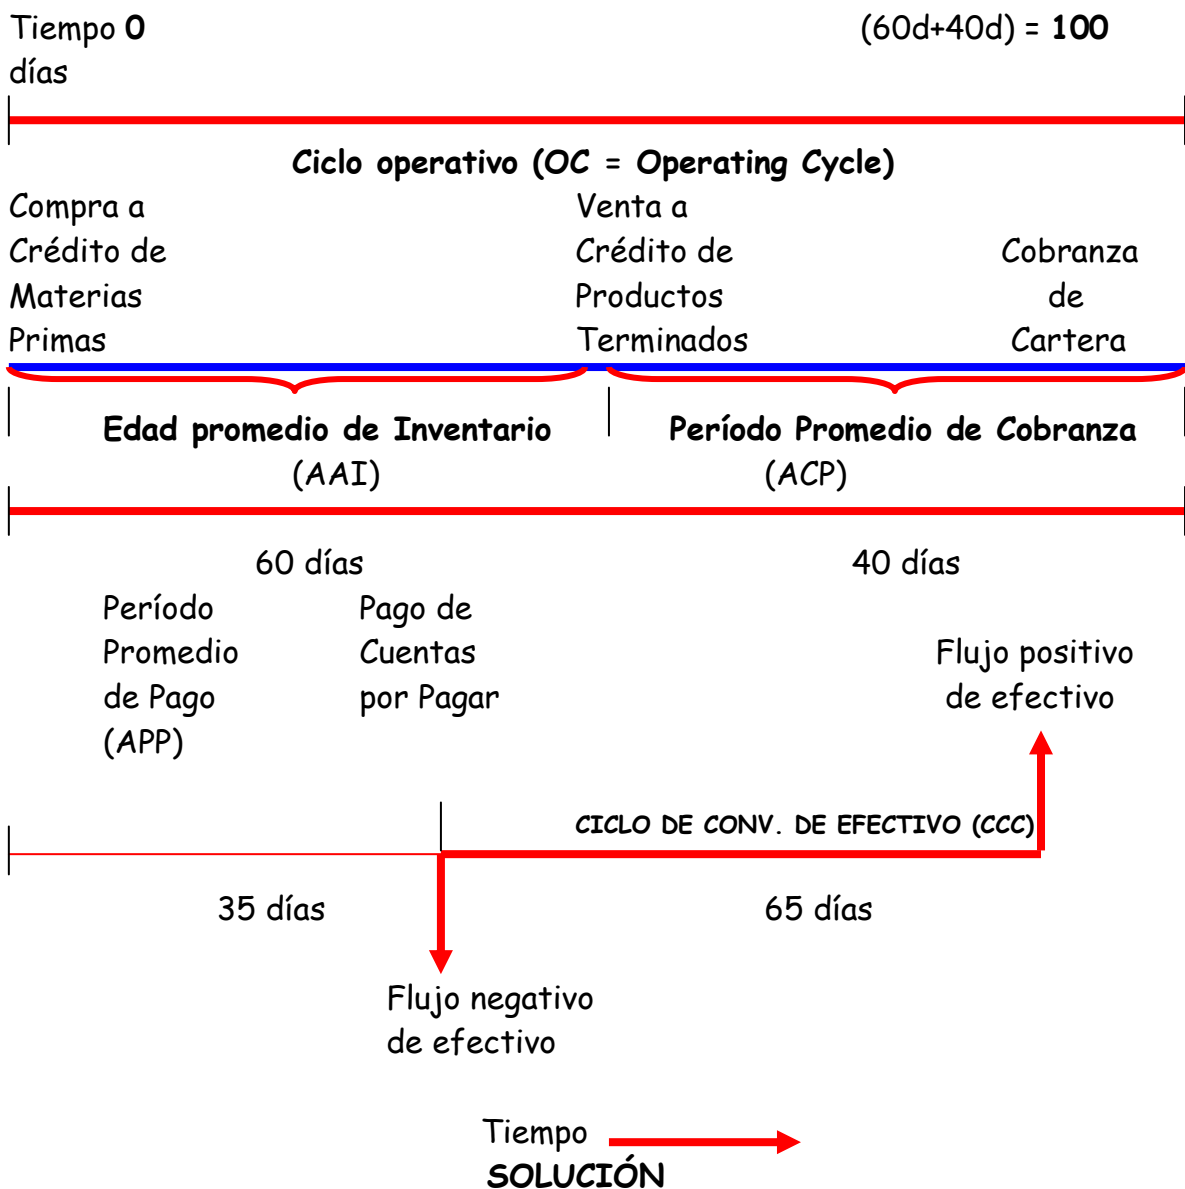 Tiempo 0 (60d+40d) = 100
días
Ciclo operativo (OC = Operating Cycle)
Compra a
Crédito de
Materias
Primas
Venta a
Crédito de
Productos
Terminados
Cobranza
de
Cartera
Edad promedio de Inventario
(AAI)
Período Promedio de Cobranza
(ACP)
60 días
40 días
Período
Promedio
de Pago
(APP)
Pago de
Cuentas
por Pagar
Flujo positivo
de efectivo
CICLO DE CONV. DE EFECTIVO (CCC)
35 días
65 días
Flujo negativo
de efectivo
Tiempo
SOLUCIÓN